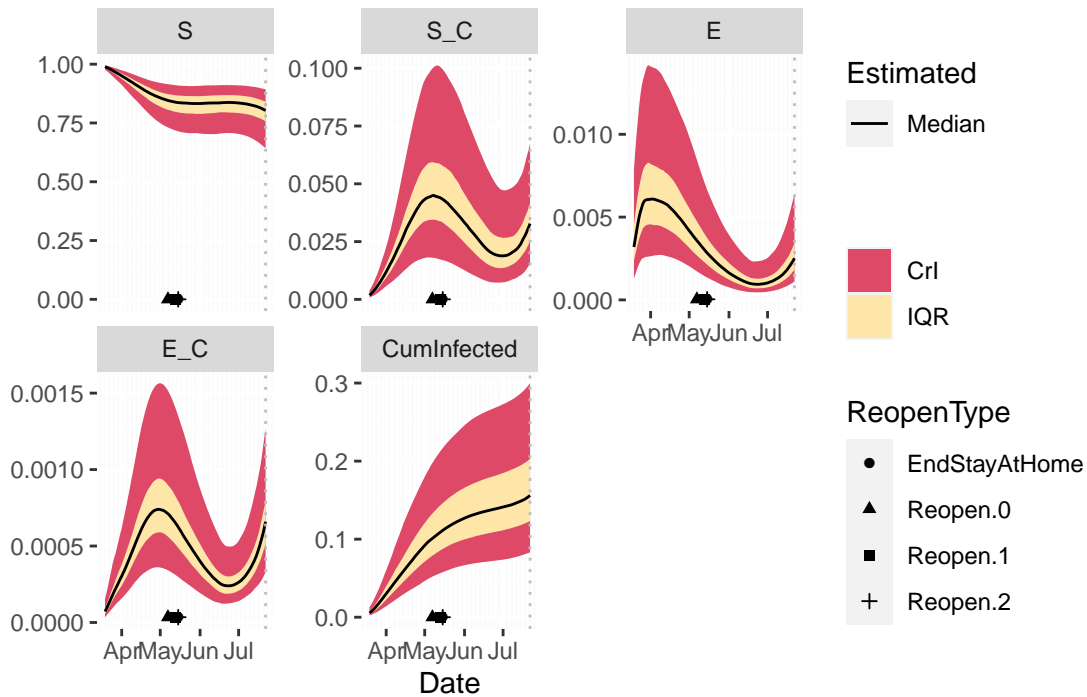 S
S_C
E
1.00
0.75
0.50
0.25
0.00
0.100
0.075
0.050
0.025
0.000
0.010
0.005
0.000
Apr May Jun Jul
E_C
CumInfected
0.0015
0.0010
0.0005
0.0000
0.3
0.2
0.1
0.0
Apr May Jun Jul
Apr May Jun Jul
Date
Estimated
Median
CrI
IQR
ReopenType
EndStayAtHome
Reopen.0
Reopen.1
Reopen.2